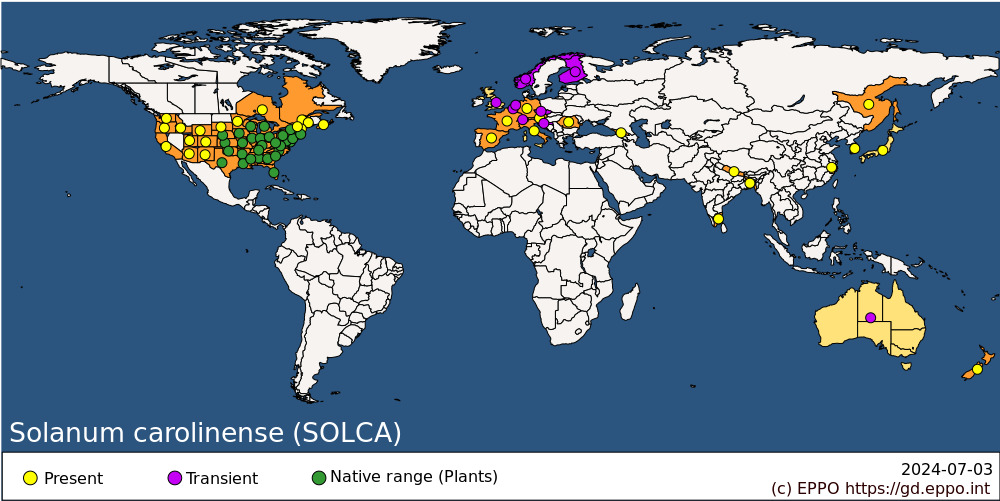 Solanum carolinense (SOLCA)
Present
Transient
Native range (Plants)
2024-07-03
(c) EPPO https://gd.eppo.int